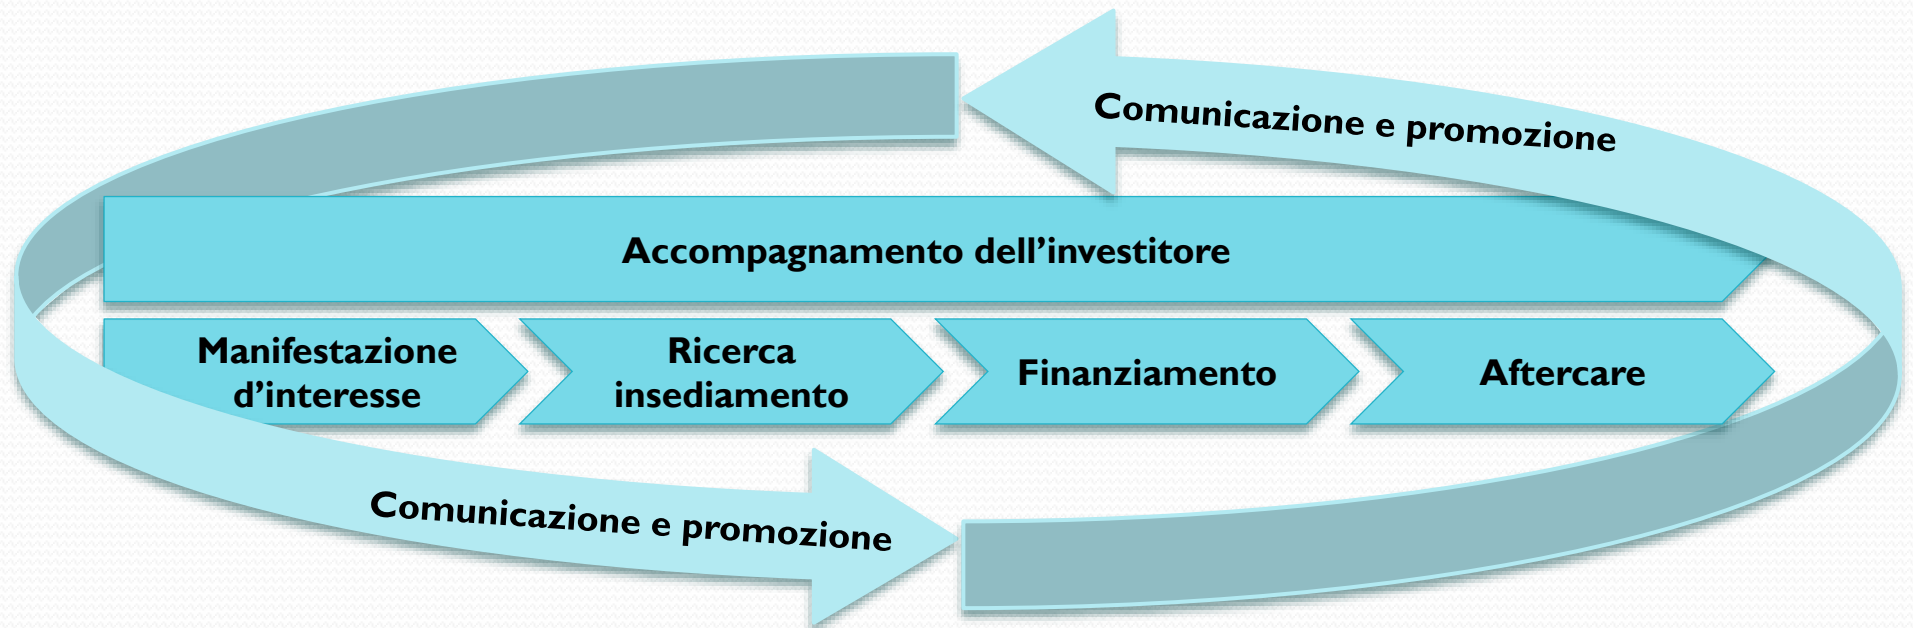 Comunicazione e promozione
Accompagnamento dell’investitore
Manifestazione
d’interesse
Ricerca
insediamento
Finanziamento
Aftercare
Comunicazione e promozione